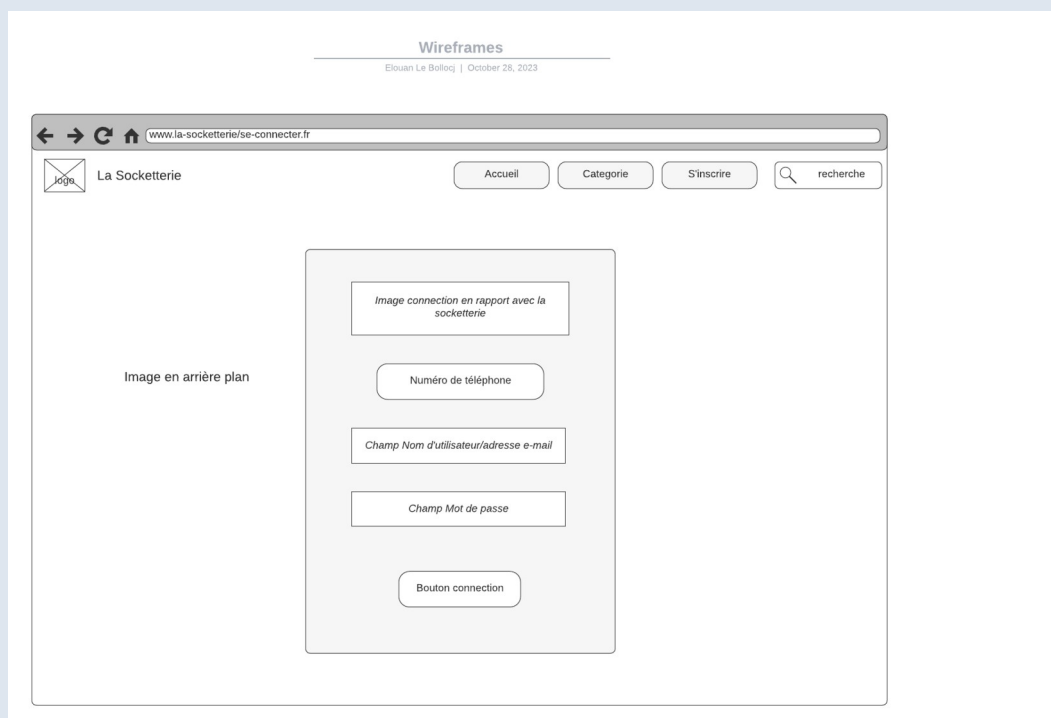 Wireframes
Elouan Le Bollocj | October 28, 2023
www.la-socketterie/se-connecter.fr
logo
La Socketterie
Accueil
Categorie
S'inscrire
recherche
Image connection en rapport avec la
socketterie
Image en arrière plan
Numéro de téléphone
Champ Nom d'utilisateur/adresse e-mail
Champ Mot de passe
Bouton connection